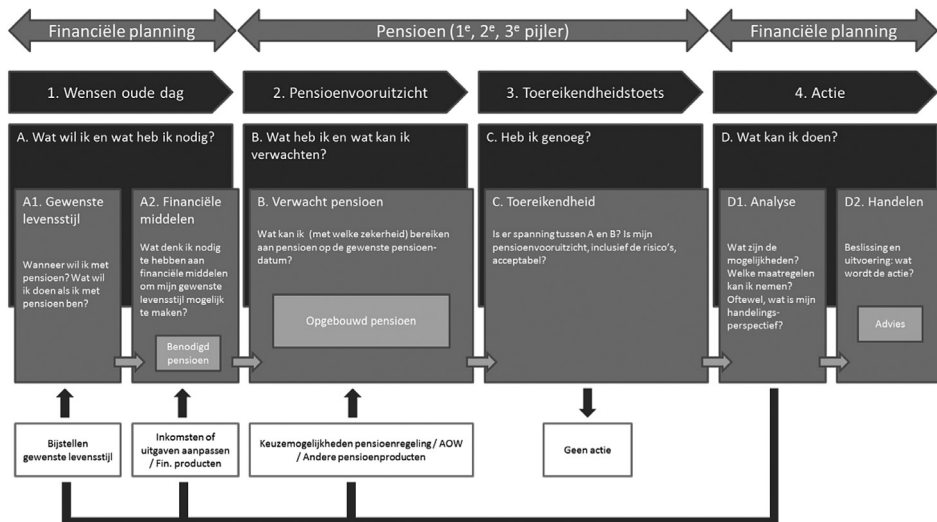 Financiële planning
Pensioen (1e, 2e, 3e pijler)
Financiële planning
1. Wensen oude dag
2. Pensioenvooruitzicht
3. Toereikendheidstoets
4. Actie
A. Wat wil ik en wat heb ik nodig?
B. Wat heb ik en wat kan ik
verwachten?
C. Heb ik genoeg?
D. Wat kan ik doen?
A1. Gewenste
levensstijl
Wanneer wil ik met
pensioen? Wat wil
ik doen als ik met
pensioen ben?
A2. Financiële
middelen
Wat denk ik nodig
te hebben aan
financiële middelen
om mijn gewenste
levensstijl mogelijk
te maken?
Benodigd
pensioen
B. Verwacht pensioen
Wat kan ik (met welke zekerheid) bereiken
aan pensioen op de gewenste pensioen-
datum?
Opgebouwd pensioen
C. Toereikendheid
Is er spanning tussen A en B? Is mijn
pensioenvooruitzicht, inclusief de risico's,
acceptabel?
D1. Analyse
Wat zijn de
mogelijkheden?
Welke maatregelen
kan ik nemen?
Oftewel, wat is mijn
handelings-
perspectief?
D2. Handelen
Beslissing en
uitvoering: wat
wordt de actie?
Advies
Bijstellen
gewenste levensstijl
Inkomsten of
uitgaven aanpassen
/ Fin. producten
Keuzemogelijkheden pensioenregeling / AOW
/ Andere pensioenproducten
Geen actie